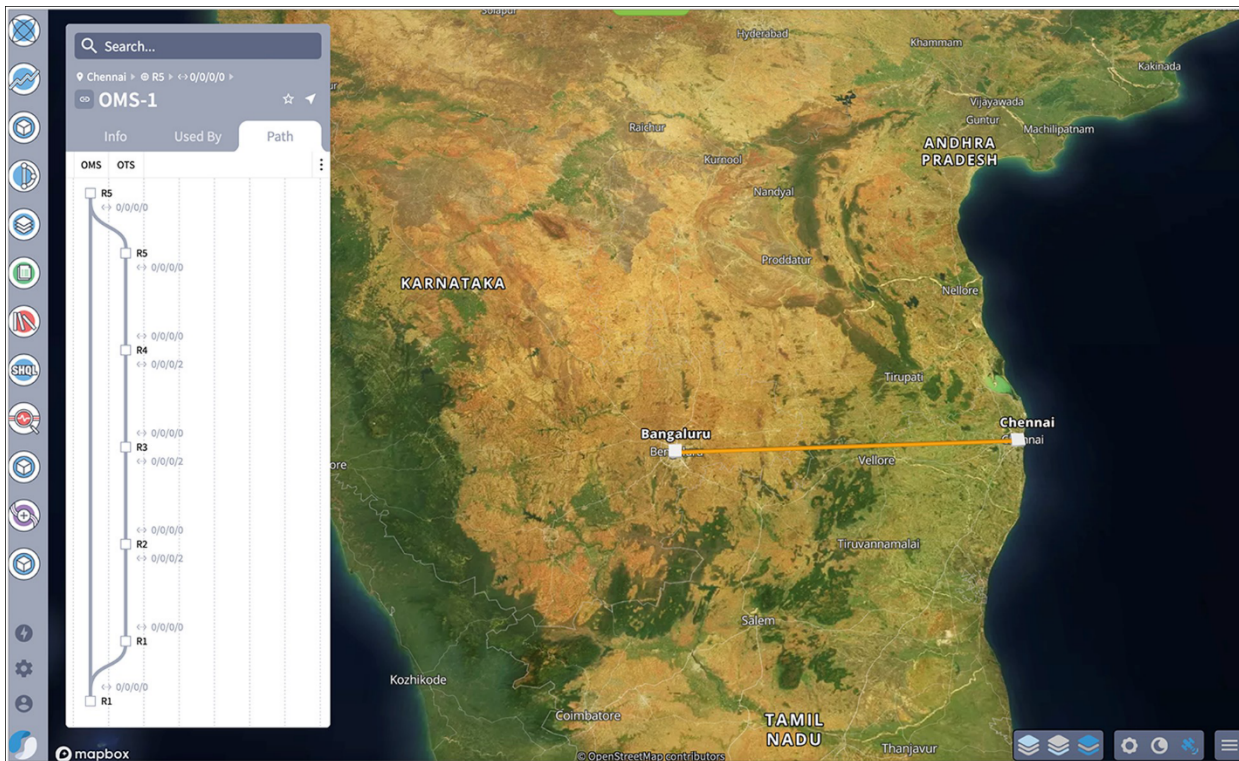 Search...
Chennai R5 0/0/0/0
OMS-1
Info Used By Path
OMS OTS
R5
0/0/0/0
R5
0/0/0/0
0/0/0/0
R4
0/0/0/2
0/0/0/0
R3
0/0/0/2
0/0/0/0
R2
0/0/0/2
0/0/0/0
R1
0/0/0/0
R1
SHQL
mapbox
Hyderabad
Khammam
Kakinada
Vijayawada
Guntur
Machilipatnam
Raichur
ANDHRA
PRADESH
Kurnool
Nandyal
Proddatur
KARNATAKA
Nellore
Tirupati
Chennai
Bangaluru
Vellore
Tiruvannamalai
Salem
Kozhikode
Coimbatore
TAMIL
NADU
Thanjavur
© OpenStreetMap contributors